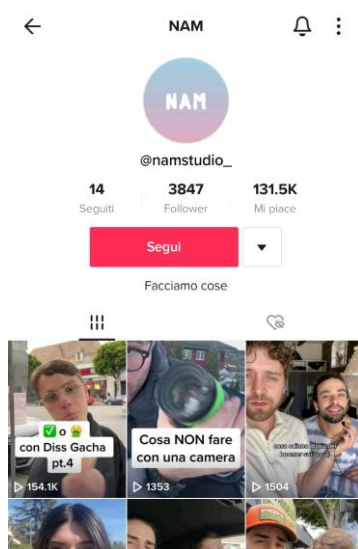 NAM
NAM
@namstudio_
14 3847 131.5K
Seguiti Follower Mi piace
Segui
Facciamo cose
✅ o 🤮
con Diss Gacha
pt.4
154.1K
Cosa NON fare
con una camera
1353
1504